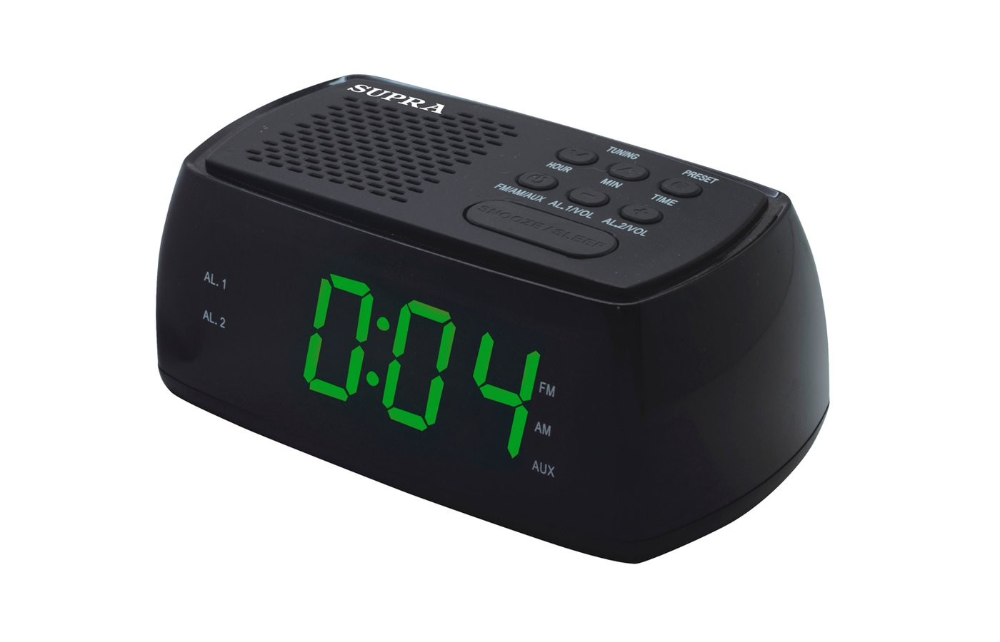 SUPRA
TUNING
HOUR
MIN
PRESET
TIME
FM/AM/AUX
AL.1/VOL
AL.2/VOL
SNOOZE / SLEEP
AL. 1
AL. 2
0:04
FM
AM
AUX